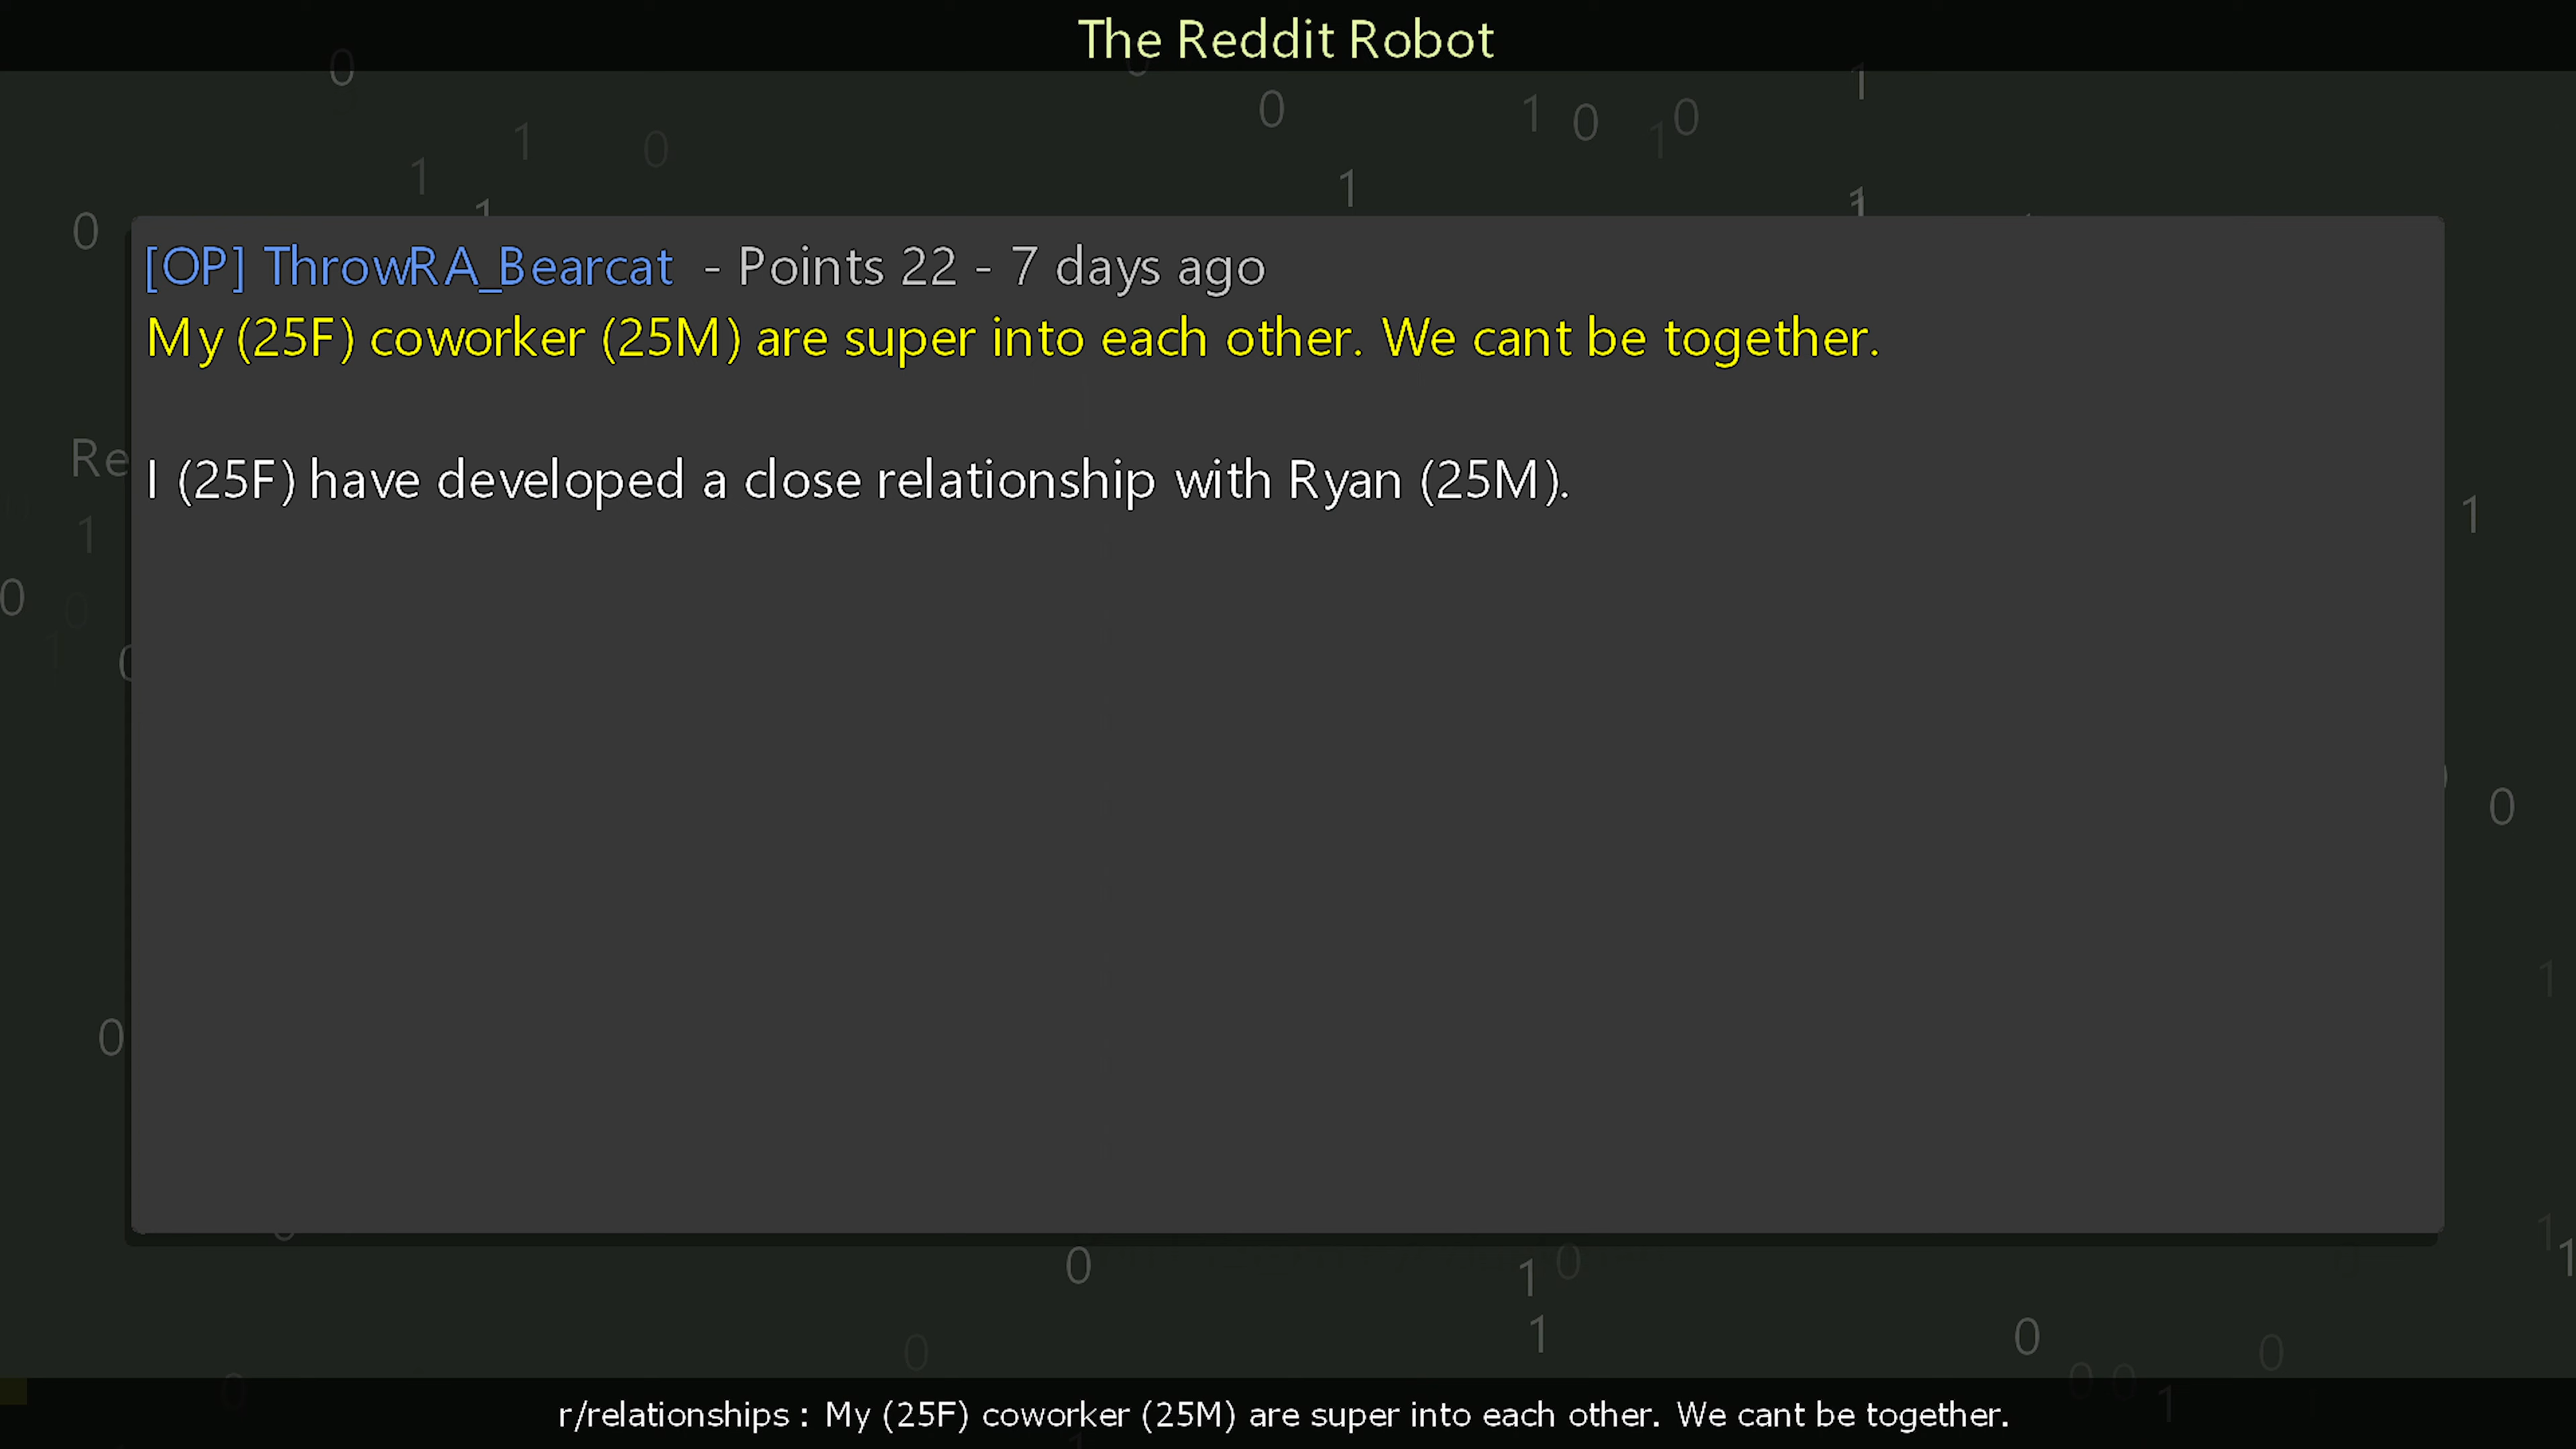 The Reddit Robot
[OP] ThrowRA_Bearcat - Points 22 - 7 days ago
My (25F) coworker (25M) are super into each other. We cant be together.
I (25F) have developed a close relationship with Ryan (25M).
Re
r/relationships : My (25F) coworker (25M) are super into each other. We cant be together.